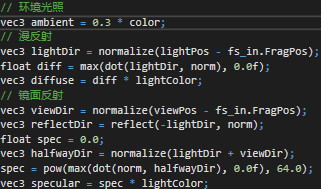 // 环境光照
vec3 ambient = 0.3 * color;
// 漫反射
vec3 lightDir = normalize(lightPos - fs_in.FragPos);
float diff = max(dot(lightDir, norm), 0.0f);
vec3 diffuse = diff * lightColor;
// 镜面反射
vec3 viewDir = normalize(viewPos - fs_in.FragPos);
vec3 reflectDir = reflect(-lightDir, norm);
float spec = 0.0;
vec3 halfwayDir = normalize(lightDir + viewDir);
spec = pow(max(dot(norm, halfwayDir), 0.0f), 64.0);
vec3 specular = spec * lightColor;